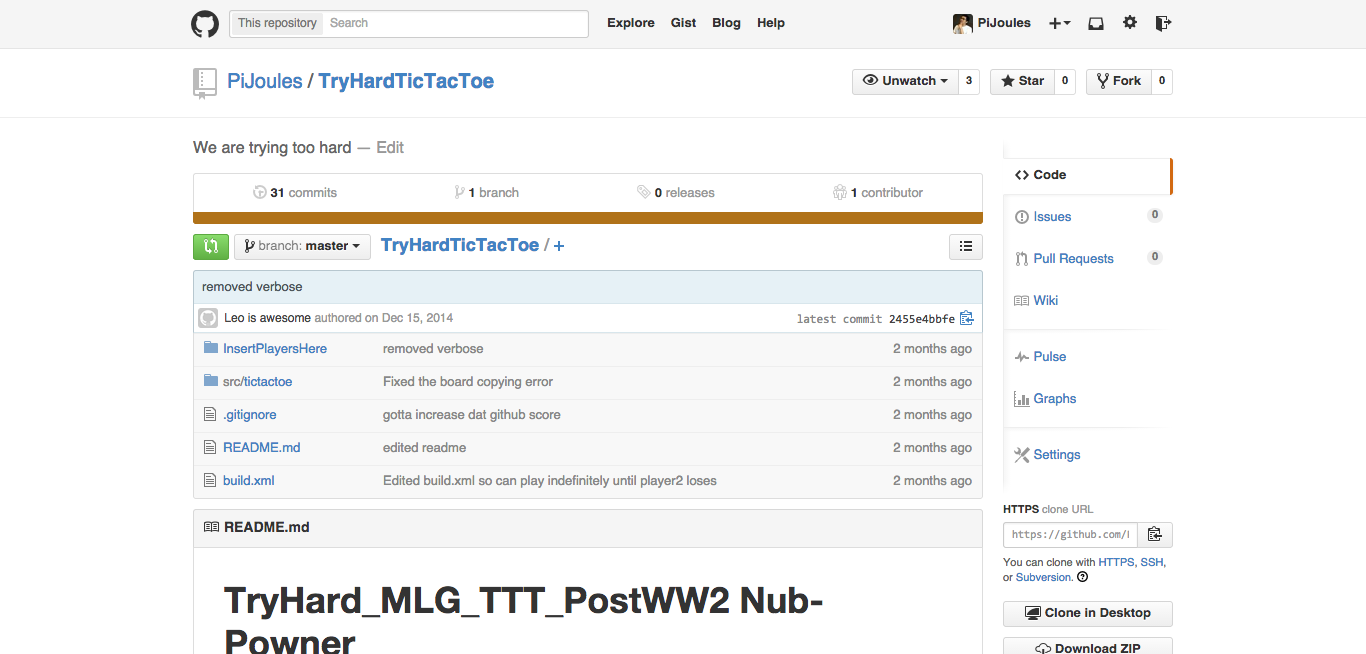 This repository Search Explore Gist Blog Help PiJoules
PiJoules / TryHardTicTacToe Unwatch 3 Star 0 Fork 0
We are trying too hard — Edit
31 commits 1 branch 0 releases 1 contributor
branch: master TryHardTicTacToe / +
removed verbose
Leo is awesome authored on Dec 15, 2014 latest commit 2455e4bbfe
InsertPlayersHere removed verbose 2 months ago
src/tictactoe Fixed the board copying error 2 months ago
.gitignore gotta increase dat github score 2 months ago
README.md edited readme 2 months ago
build.xml Edited build.xml so can play indefinitely until player2 loses 2 months ago
README.md
TryHard_MLG_TTT_PostWW2 Nub-
Powner
Code
Issues 0
Pull Requests 0
Wiki
Pulse
Graphs
Settings
HTTPS clone URL
https://github.com/
You can clone with HTTPS, SSH,
or Subversion.
Clone in Desktop
Download ZIP